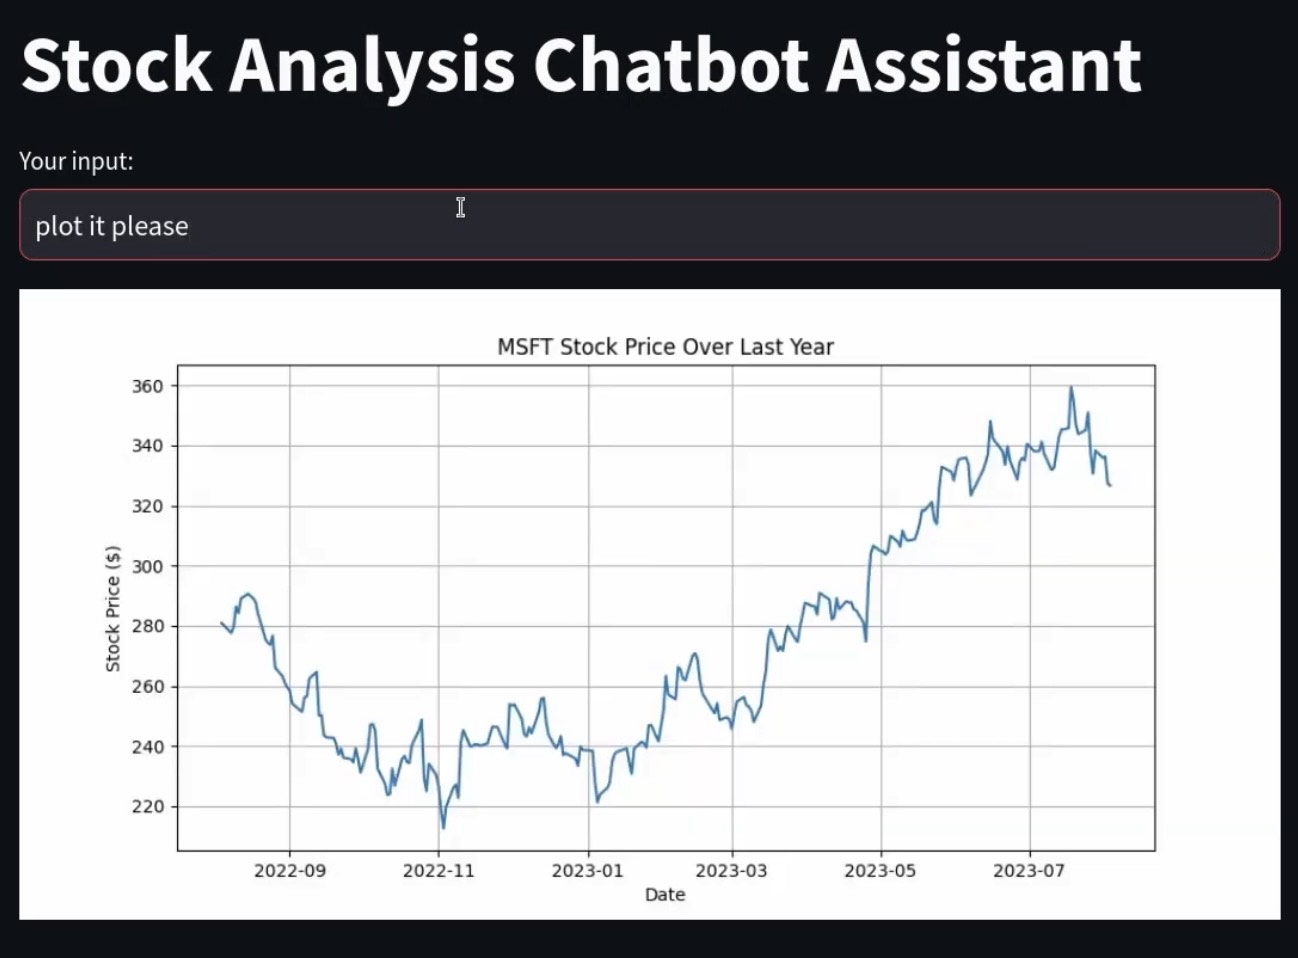 Stock Analysis Chatbot Assistant
Your input:
plot it please
MSFT Stock Price Over Last Year
360
340
320
300
280
260
240
220
Stock Price ($)
2022-09 2022-11 2023-01 2023-03 2023-05 2023-07
Date